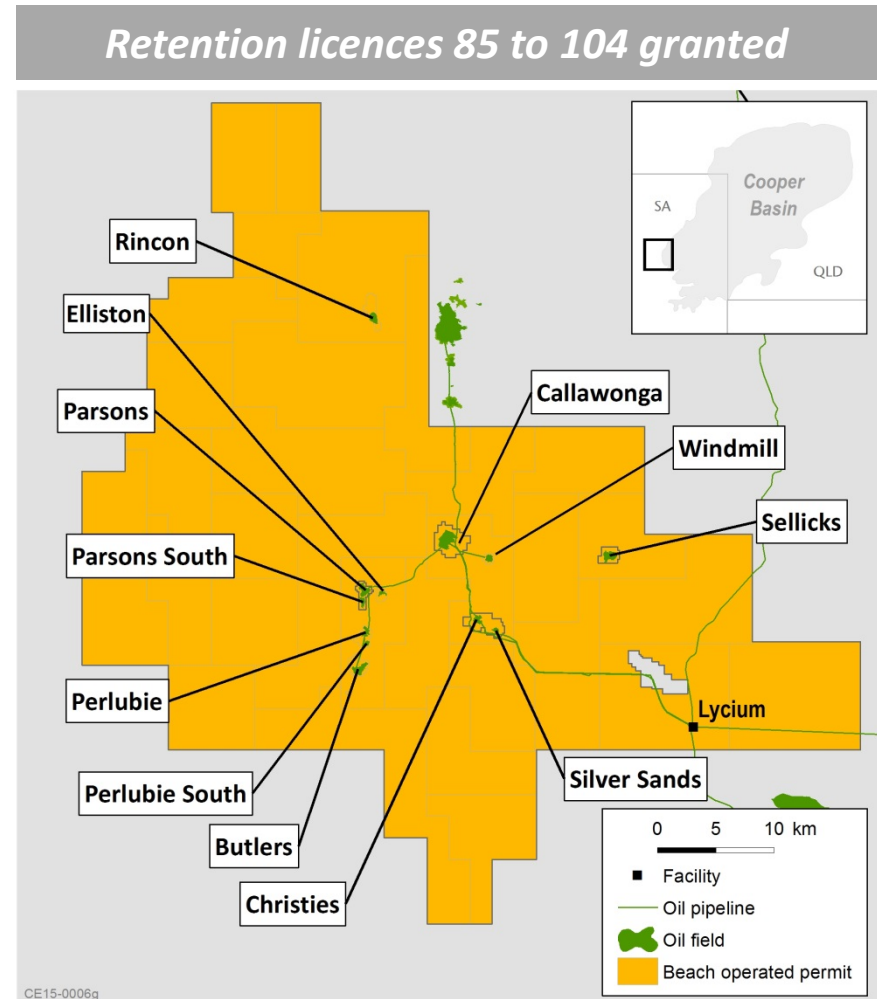 Retention licences 85 to 104 granted
Cooper
Basin
SA
QLD
Rincon
Elliston
Parsons
Callawonga
Windmill
Sellicks
Parsons South
Perlubie
Lycium
Perlubie South
Silver Sands
Butlers
Christies
0 5 10 km
Facility
Oil pipeline
Oil field
Beach operated permit
CE15-0006g